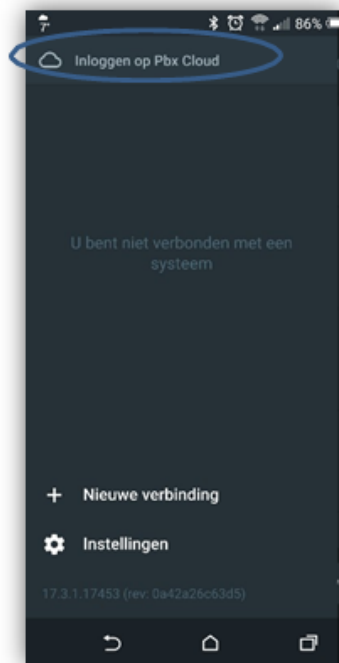 86%
Inloggen op Pbx Cloud
U bent niet verbonden met een
systeem
+ Nieuwe verbinding
Instellingen
17.3.1.17453 (rev: 0a42a26c63d5)